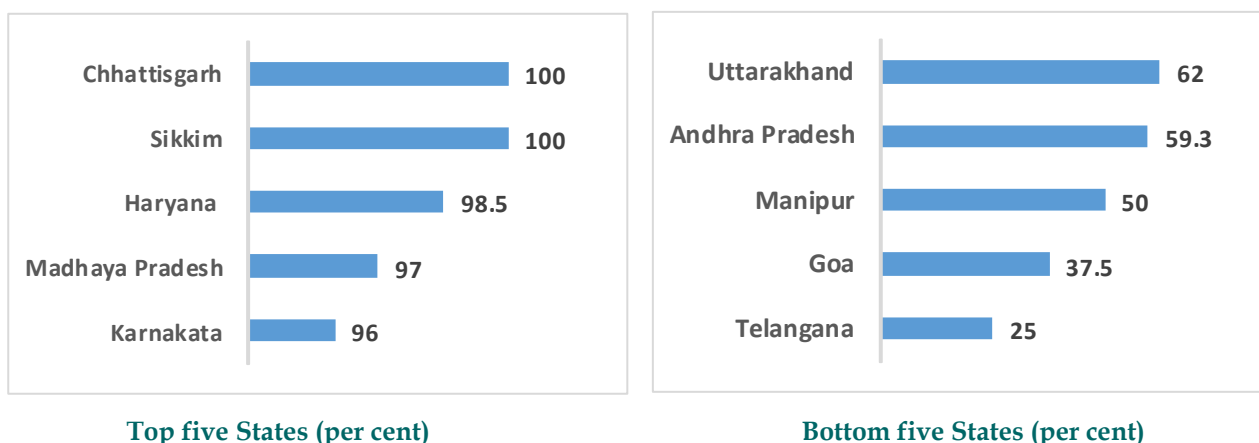 Chhattisgarh 100
Sikkim 100
Haryana 98.5
Madhaya Pradesh 97
Karnakata 96
Top five States (per cent)
Uttarakhand 62
Andhra Pradesh 59.3
Manipur 50
Goa 37.5
Telangana 25
Bottom five States (per cent)